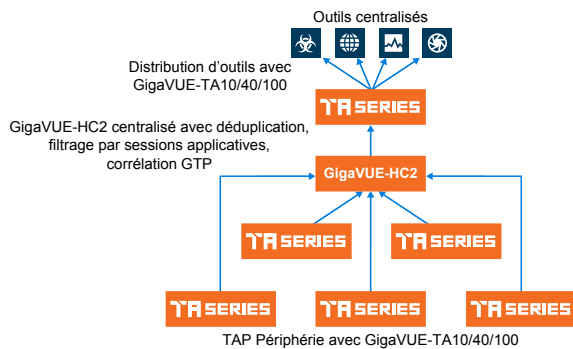 Outils centralisés
Distribution d'outils avec
GigaVUE-TA10/40/100
TA SERIES
GigaVUE-HC2 centralisé avec déduplication,
filtrage par sessions applicatives,
corrélation GTP
GigaVUE-HC2
TA SERIES
TA SERIES
TA SERIES
TA SERIES
TA SERIES
TAP Périphérie avec GigaVUE-TA10/40/100